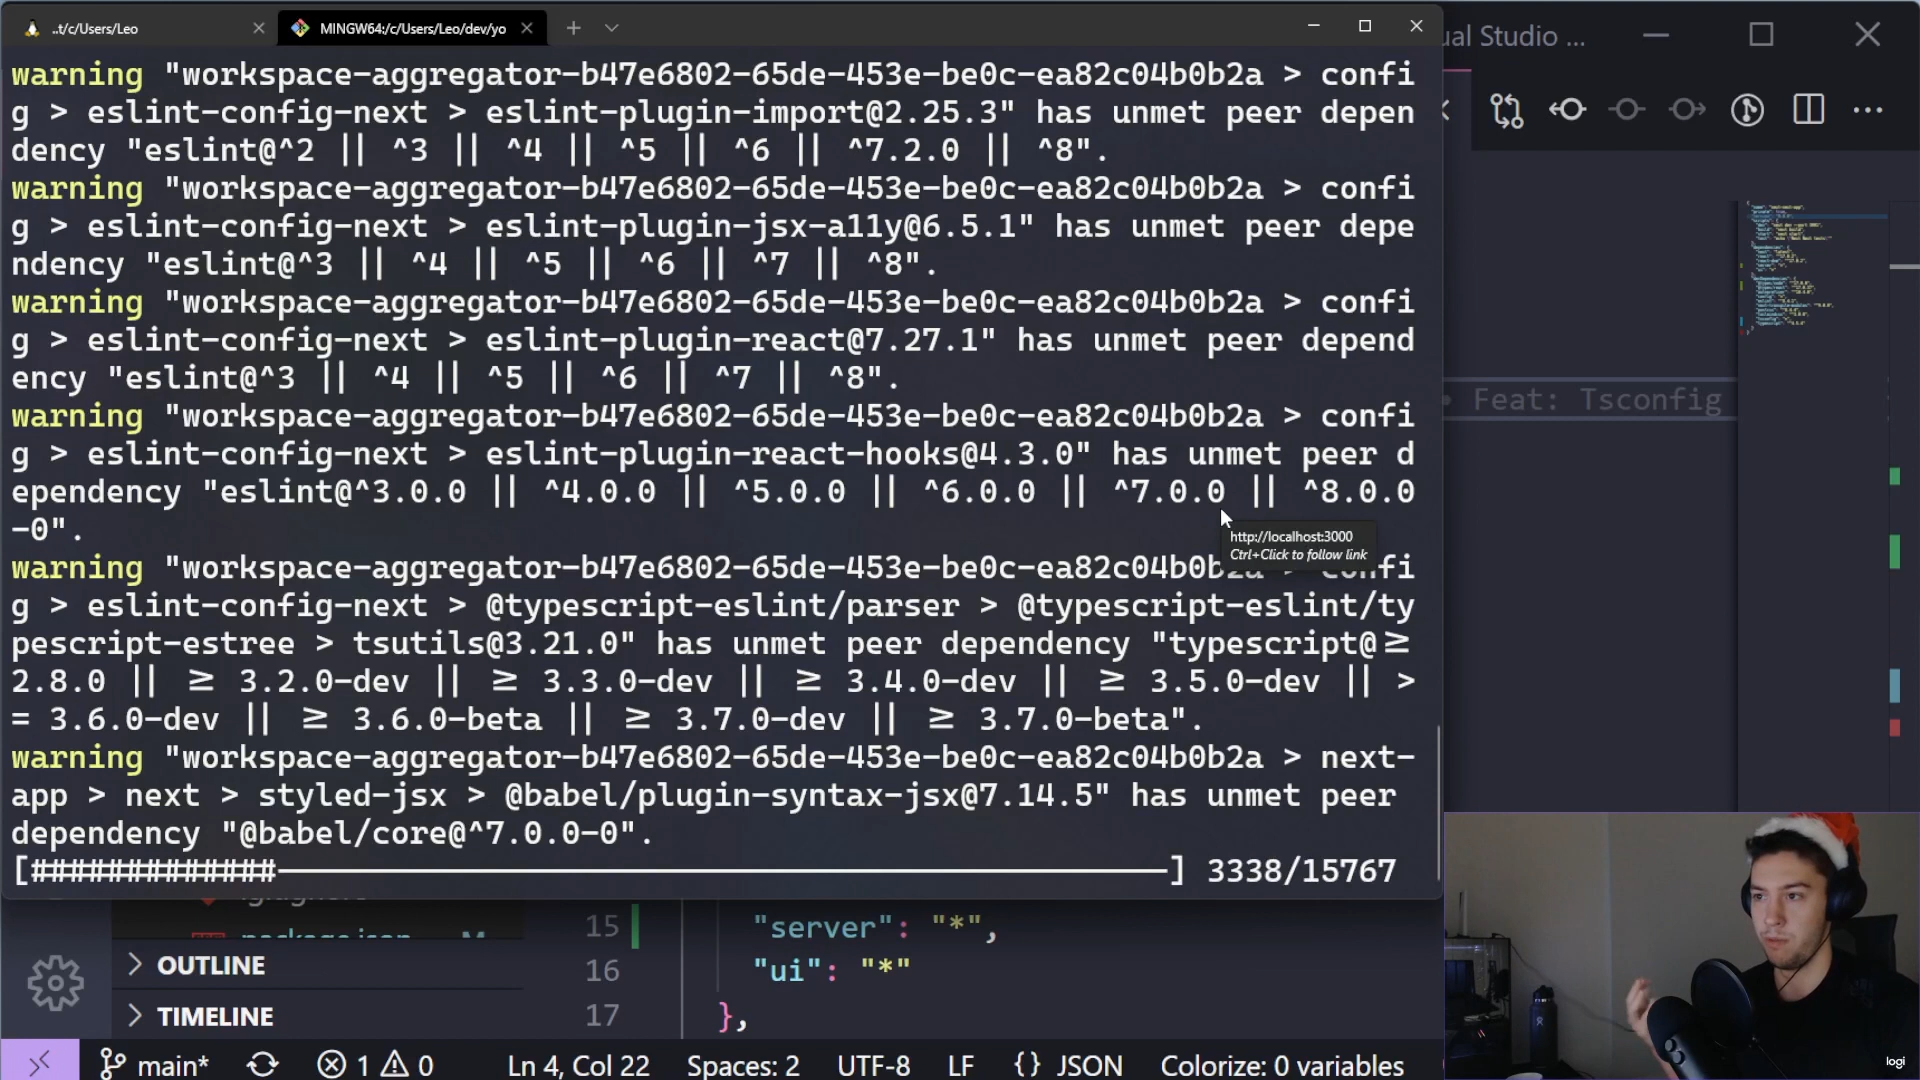 ..t/c/Users/Leo
MINGW64:/c/Users/Leo/dev/yo
ual Studio ...
warning "workspace-aggregator-b47e6802-65de-453e-be0c-ea82c04b0b2a > confi
g > eslint-config-next > eslint-plugin-import@2.25.3" has unmet peer depen
dency "eslint@^2 || ^3 || ^4 || ^5 || ^6 || ^7.2.0 || ^8".
warning "workspace-aggregator-b47e6802-65de-453e-be0c-ea82c04b0b2a > confi
g > eslint-config-next > eslint-plugin-jsx-a11y@6.5.1" has unmet peer depe
ndency "eslint@^3 || ^4 || ^5 || ^6 || ^7 || ^8".
warning "workspace-aggregator-b47e6802-65de-453e-be0c-ea82c04b0b2a > confi
g > eslint-config-next > eslint-plugin-react@7.27.1" has unmet peer depend
ency "eslint@^3 || ^4 || ^5 || ^6 || ^7 || ^8".
warning "workspace-aggregator-b47e6802-65de-453e-be0c-ea82c04b0b2a > confi
g > eslint-config-next > eslint-plugin-react-hooks@4.3.0" has unmet peer d
ependency "eslint@^3.0.0 || ^4.0.0 || ^5.0.0 || ^6.0.0 || ^7.0.0 || ^8.0.0
-0".
http://localhost:3000
Ctrl+Click to follow link
warning "workspace-aggregator-b47e6802-65de-453e-be0c-ea82c04b0b2a > confi
g > eslint-config-next > @typescript-eslint/parser > @typescript-eslint/ty
pescript-estree > tsutils@3.21.0" has unmet peer dependency "typescript@≥
2.8.0 || ≥ 3.2.0-dev || ≥ 3.3.0-dev || ≥ 3.4.0-dev || ≥ 3.5.0-dev || >
= 3.6.0-dev || ≥ 3.6.0-beta || ≥ 3.7.0-dev || ≥ 3.7.0-beta".
warning "workspace-aggregator-b47e6802-65de-453e-be0c-ea82c04b0b2a > next-
app > next > styled-jsx > @babel/plugin-syntax-jsx@7.14.5" has unmet peer
dependency "@babel/core@^7.0.0-0".
[#############-----------------------------------------------] 3338/15767
• Feat: Tsconfig
package.json M
OUTLINE
TIMELINE
15 "server": "*",
16 "ui": "*"
17 },
main* 1 0 Ln 4, Col 22 Spaces: 2 UTF-8 LF {} JSON Colorize: 0 variables
logi